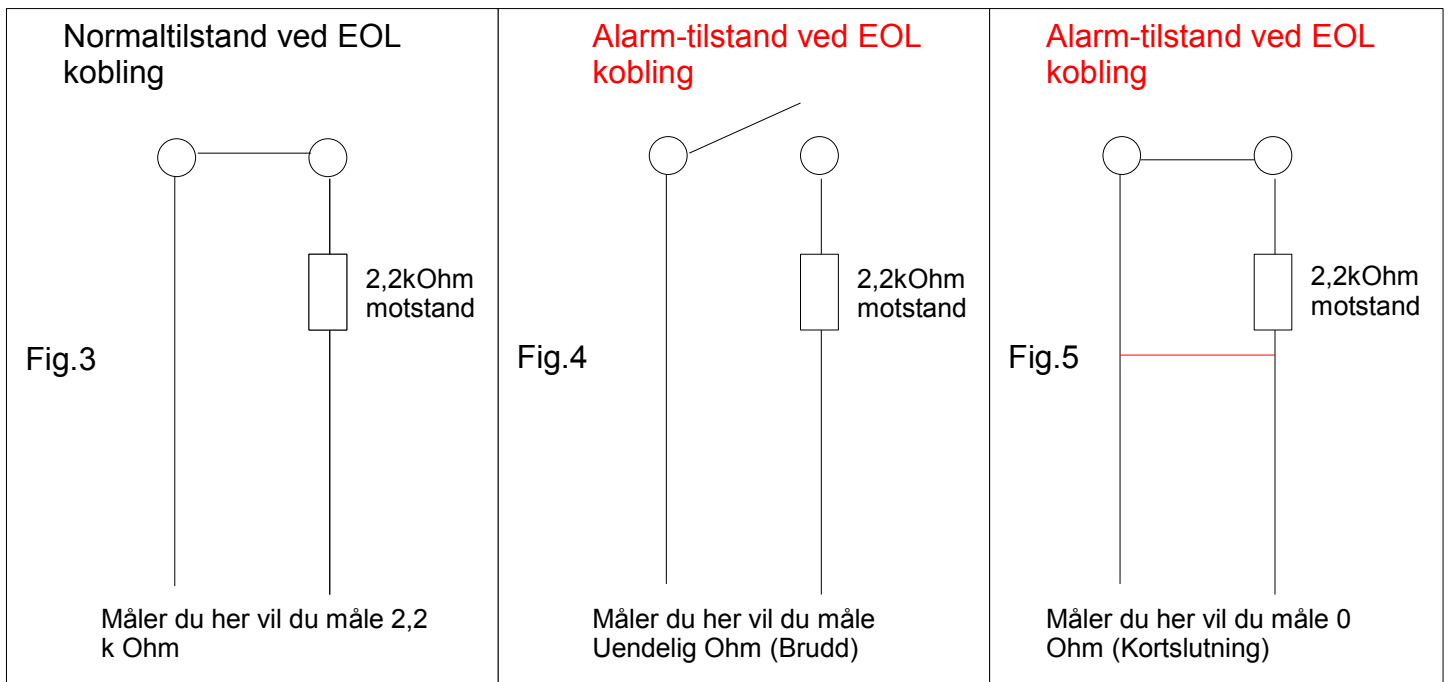 Normaltilstand ved EOL
kobling
2,2kOhm
motstand
Fig.3
Måler du her vil du måle 2,2
k Ohm
Alarm-tilstand ved EOL
kobling
2,2kOhm
motstand
Fig.4
Måler du her vil du måle
Uendelig Ohm (Brudd)
Alarm-tilstand ved EOL
kobling
2,2kOhm
motstand
Fig.5
Måler du her vil du måle 0
Ohm (Kortslutning)